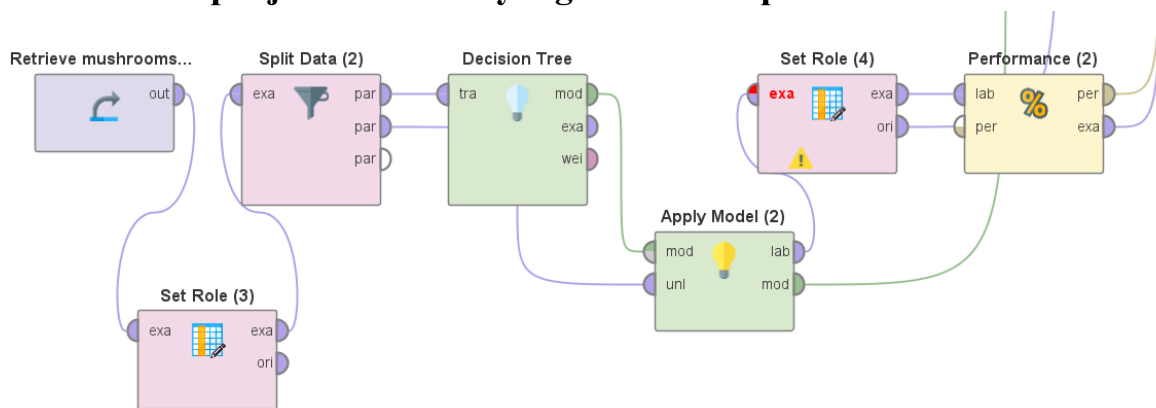 Retrieve mushrooms...
out
Split Data (2)
exa
par
par
par
Decision Tree
tra
mod
exa
wei
Set Role (4)
exa
exa
ori
Performance (2)
%
lab
per
per
exa
Apply Model (2)
mod
unl
lab
mod
Set Role (3)
exa
exa
ori